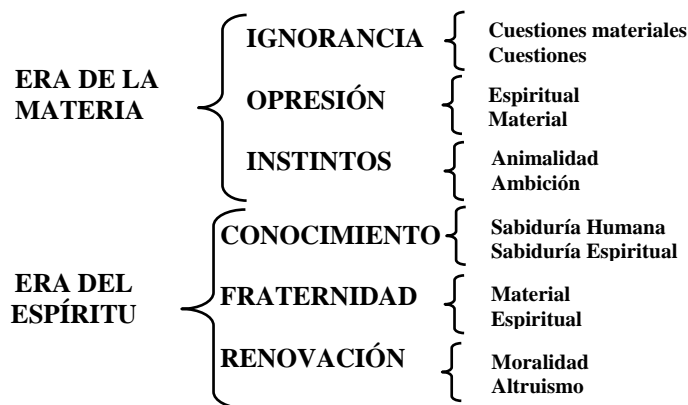 ERA DE LA
MATERIA
IGNORANCIA
Cuestiones materiales
Cuestiones
OPRESIÓN
Espiritual
Material
INSTINTOS
Animalidad
Ambición
ERA DEL
ESPÍRITU
CONOCIMIENTO
Sabiduría Humana
Sabiduría Espiritual
FRATERNIDAD
Material
Espiritual
RENOVACIÓN
Moralidad
Altruismo